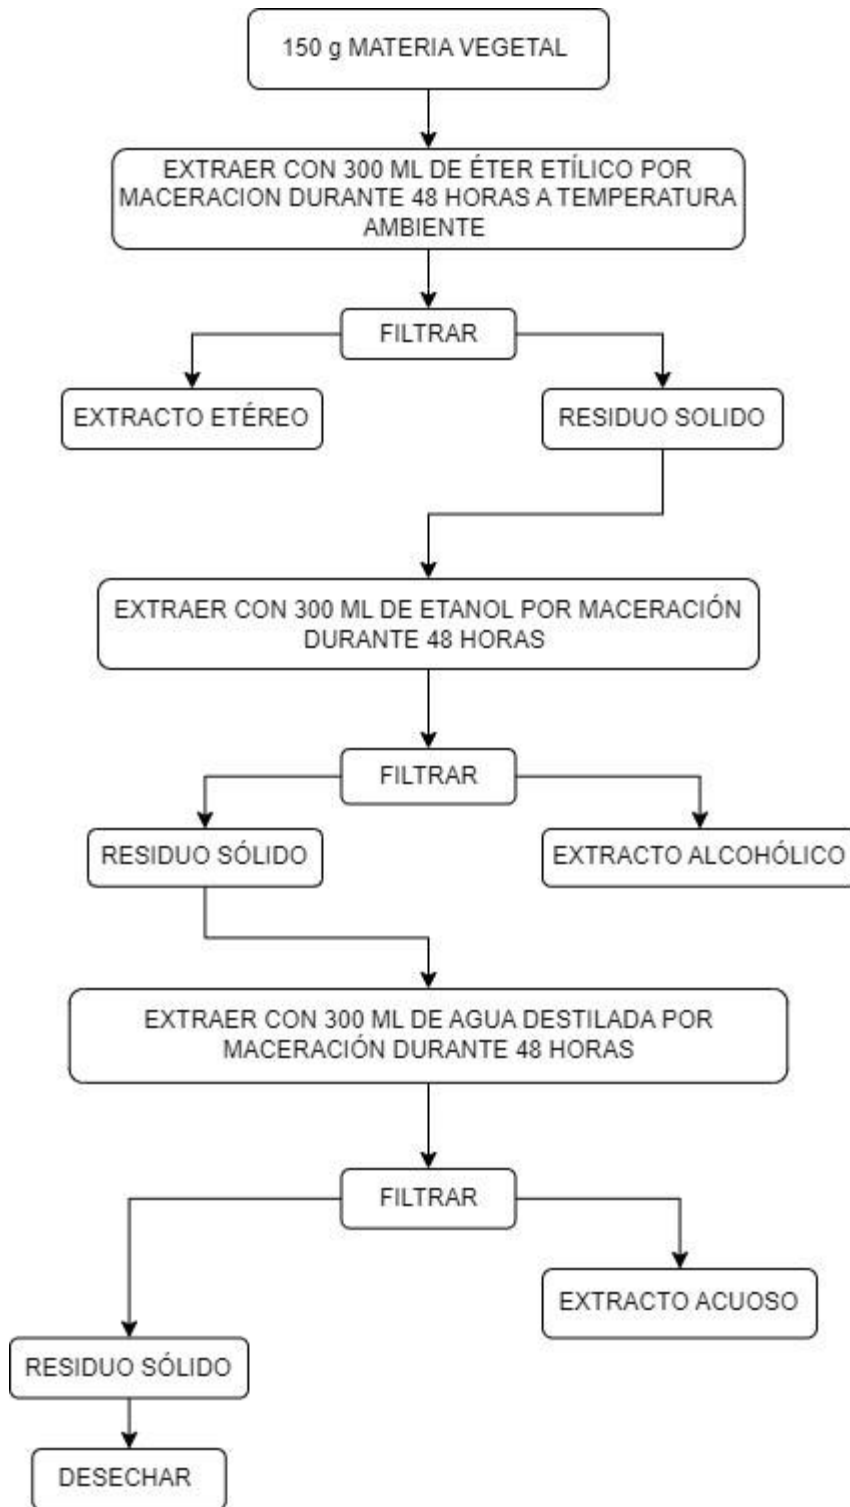 150 g MATERIA VEGETAL
EXTRAER CON 300 ML DE ÉTER ETÍLICO POR
MACERACION DURANTE 48 HORAS A TEMPERATURA
AMBIENTE
FILTRAR
EXTRACTO ETÉREO
RESIDUO SOLIDO
EXTRAER CON 300 ML DE ETANOL POR MACERACIÓN
DURANTE 48 HORAS
FILTRAR
RESIDUO SÓLIDO
EXTRACTO ALCOHÓLICO
EXTRAER CON 300 ML DE AGUA DESTILADA POR
MACERACIÓN DURANTE 48 HORAS
FILTRAR
EXTRACTO ACUOSO
RESIDUO SÓLIDO
DESECHAR